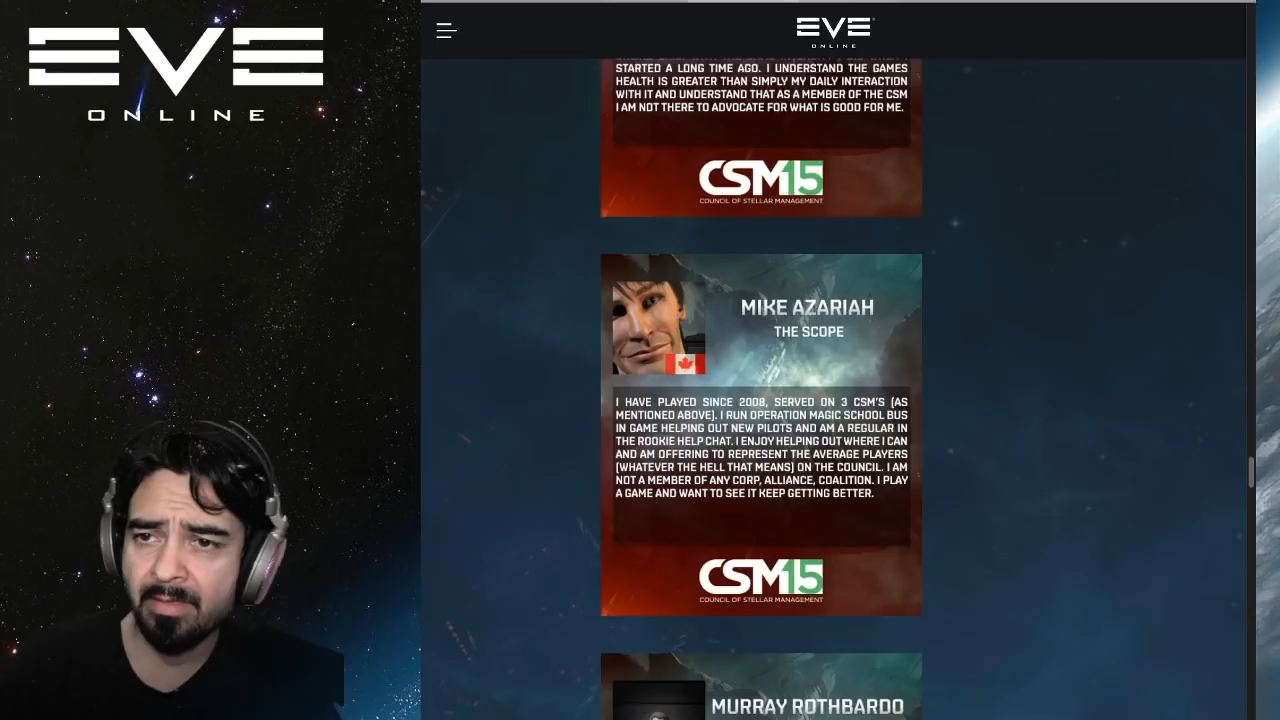 EVE
ONLINE
EVE
ONLINE
STARTED A LONG TIME AGO. I UNDERSTAND THE GAMES
HEALTH IS GREATER THAN SIMPLY MY DAILY INTERACTION
WITH IT AND UNDERSTAND THAT AS A MEMBER OF THE CSM
I AM NOT THERE TO ADVOCATE FOR WHAT IS GOOD FOR ME.
CSM15
COUNCIL OF STELLAR MANAGEMENT
MIKE AZARIAH
THE SCOPE
I HAVE PLAYED SINCE 2008, SERVED ON 3 CSM'S (AS
MENTIONED ABOVE). I RUN OPERATION MAGIC SCHOOL BUS
IN GAME HELPING OUT NEW PILOTS AND AM A REGULAR IN
THE ROOKIE HELP CHAT. I ENJOY HELPING OUT WHERE I CAN
AND AM OFFERING TO REPRESENT THE AVERAGE PLAYERS
(WHATEVER THE HELL THAT MEANS) ON THE COUNCIL. I AM
NOT A MEMBER OF ANY CORP, ALLIANCE, COALITION. I PLAY
A GAME AND WANT TO SEE IT KEEP GETTING BETTER.
CSM15
COUNCIL OF STELLAR MANAGEMENT
MURRAY ROTHBARDO